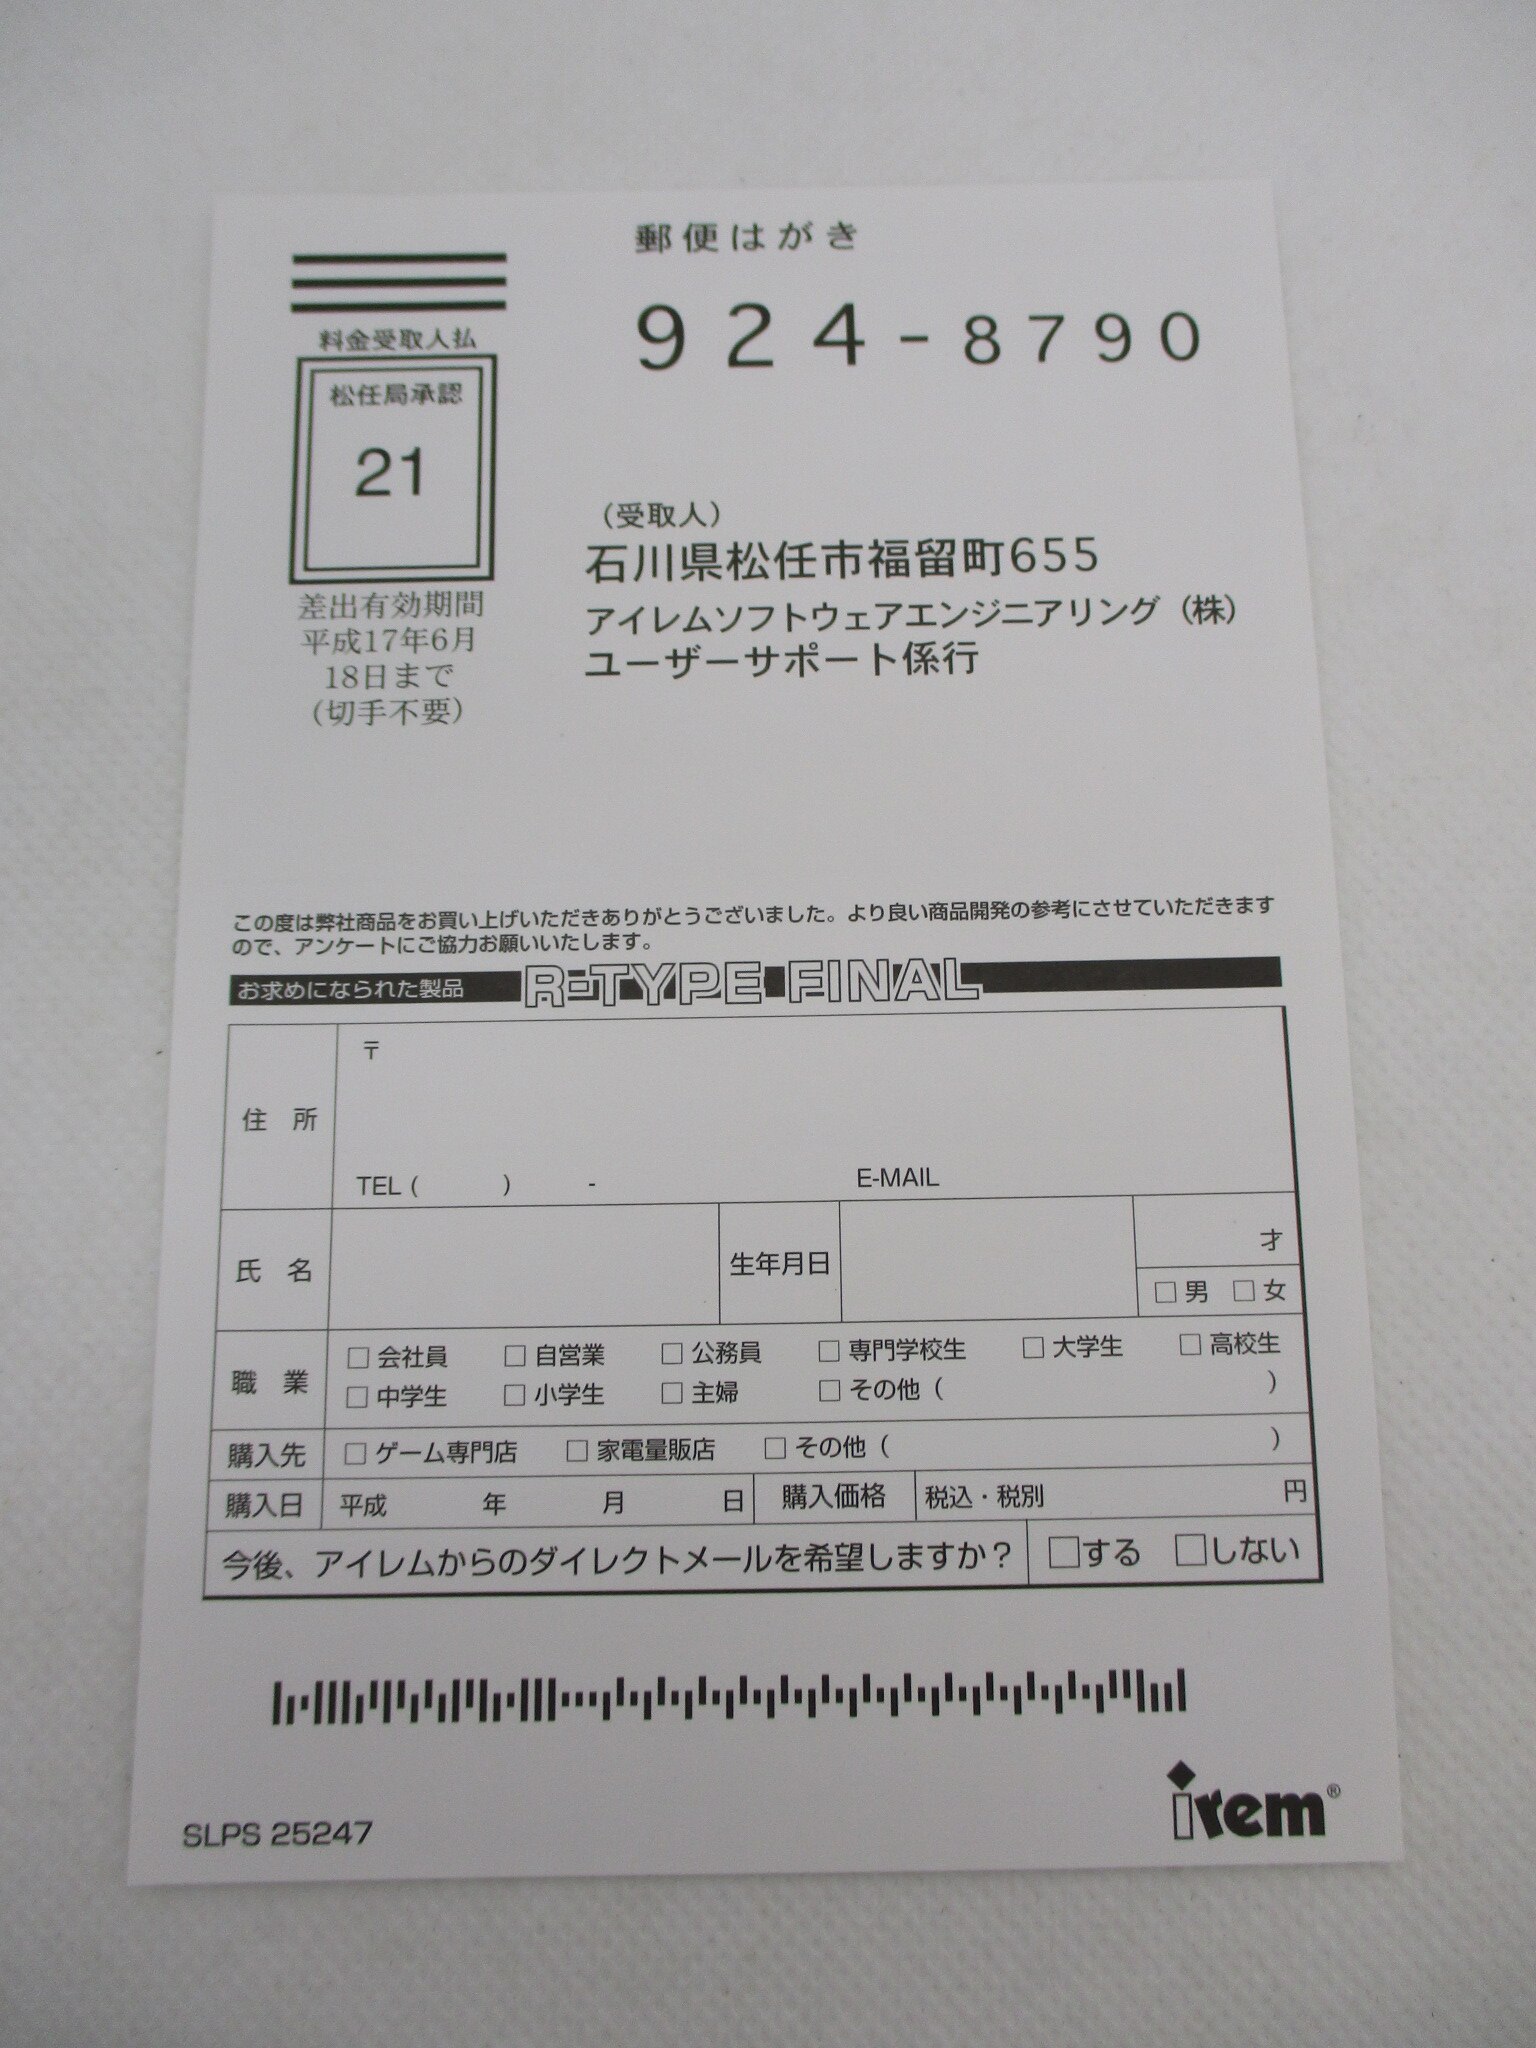 郵便はがき
924-8790
料金受取人払
松任局承認
21
差出有効期間
平成17年6月
18日まで
（切手不要）
（受取人）
石川県松任市福留町655
アイレムソフトウェアエンジニアリング（株）
ユーザーサポート係行
この度は弊社商品をお買い上げいただきありがとうございました。より良い商品開発の参考にさせていただきます
ので、アンケートにご協力お願いいたします。
お求めになられた製品 R-TYPE FINAL
住 所 〒
TEL（ ） - E-MAIL
氏 名 生年月日 才
□男 □女
職 業 □会社員 □自営業 □公務員 □専門学校生 □大学生 □高校生
□中学生 □小学生 □主婦 □その他（ ）
購入先 □ゲーム専門店 □家電量販店 □その他（ ）
購入日 平成 年 月 日 購入価格 税込・税別 円
今後、アイレムからのダイレクトメールを希望しますか？ □する □しない
irem®
SLPS 25247